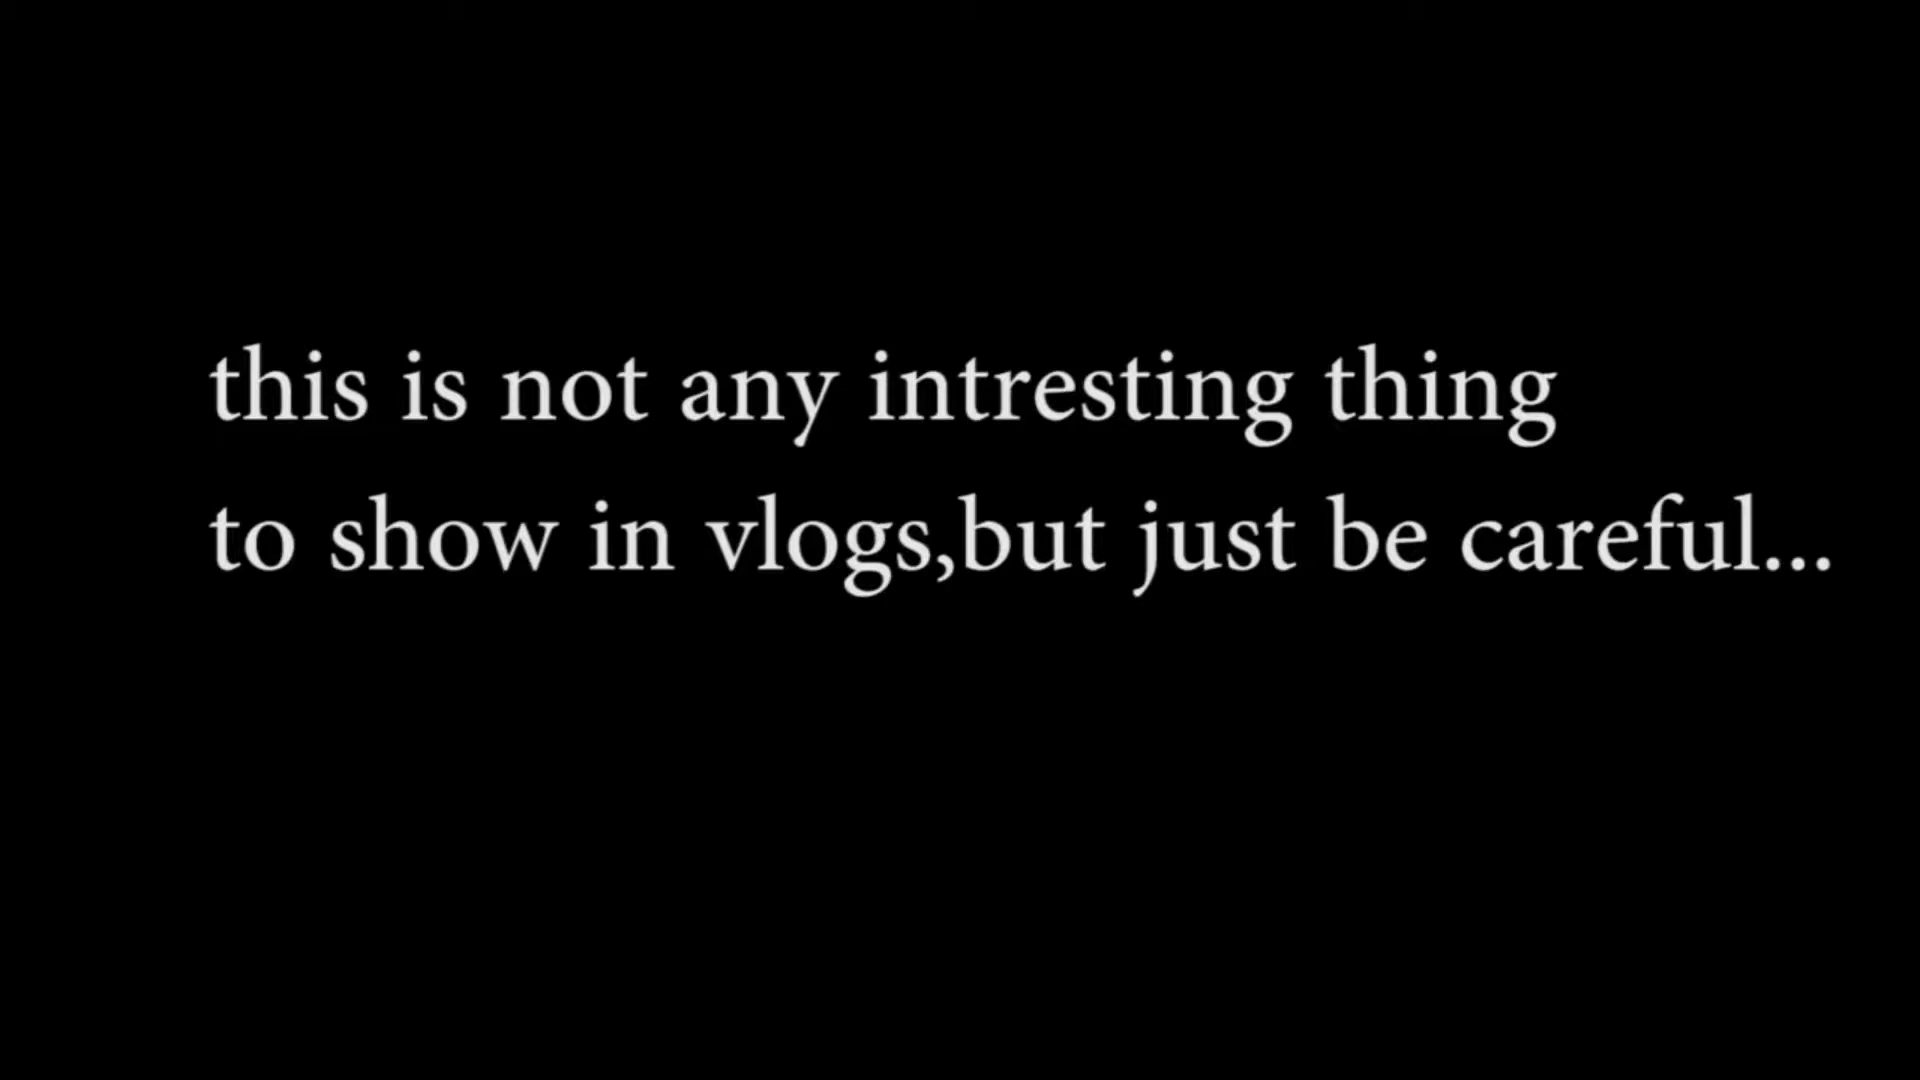 this is not any intresting thing
to show in vlogs,but just be careful...